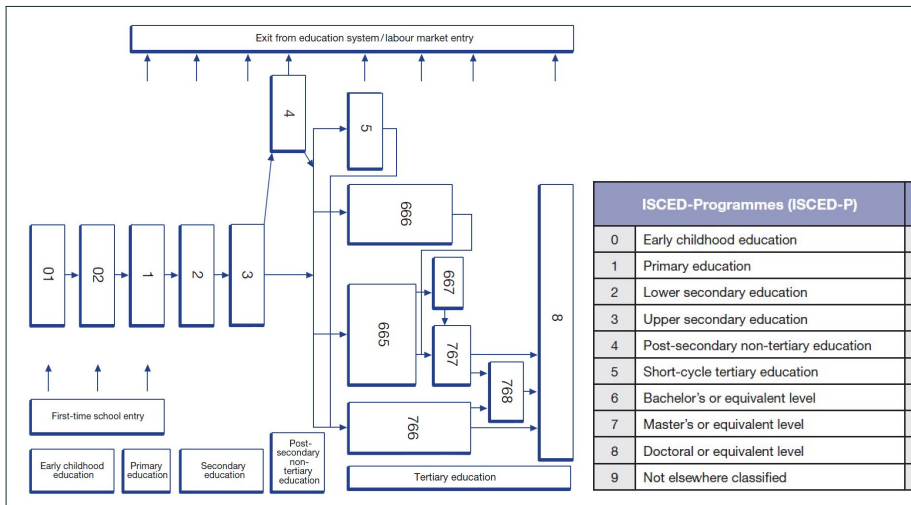 Exit from education system/labour market entry
4
5
666
01
02
1
2
3
667
665
767
768
766
8
First-time school entry
Early childhood
education
Primary
education
Secondary
education
Post-
secondary
non-
tertiary
education
Tertiary education
ISCED-Programmes (ISCED-P)
0 Early childhood education
1 Primary education
2 Lower secondary education
3 Upper secondary education
4 Post-secondary non-tertiary education
5 Short-cycle tertiary education
6 Bachelor's or equivalent level
7 Master's or equivalent level
8 Doctoral or equivalent level
9 Not elsewhere classified